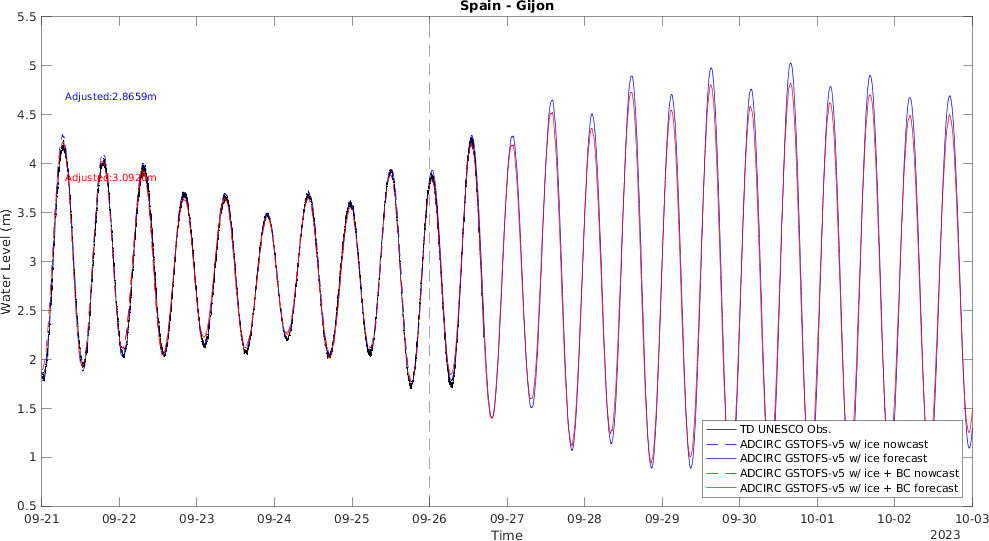 Spain - Gijon
5.5
5
4.5
4
3.5
3
2.5
2
1.5
1
0.5
Water Level (m)
Adjusted:2.8659m
Adjusted:3.0920m
TD UNESCO Obs.
ADCIRC GSTOFS-v5 w/ ice nowcast
ADCIRC GSTOFS-v5 w/ ice forecast
ADCIRC GSTOFS-v5 w/ ice + BC nowcast
ADCIRC GSTOFS-v5 w/ ice + BC forecast
09-21 09-22 09-23 09-24 09-25 09-26 09-27 09-28 09-29 09-30 10-01 10-02 10-03
Time
2023